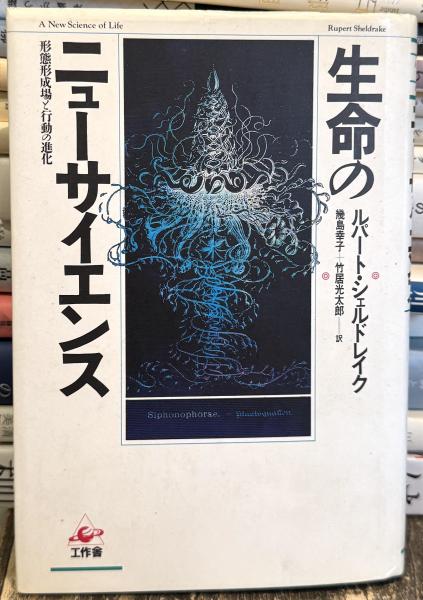 A New Science of Life
Rupert Sheldrake
生命の
ニューサイエンス
形態形成場と行動の進化
ルパート・シェルドレイク
幾島幸子＋竹居光太郎——訳
Siphonophorae. – Staatsquallen.
工作舎